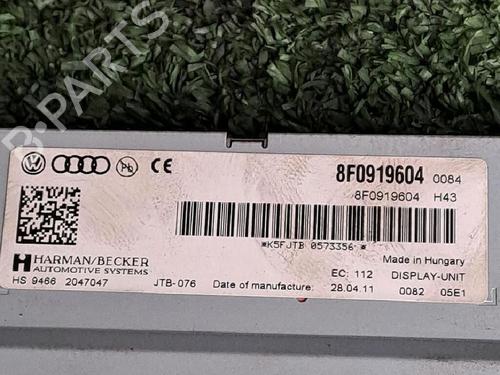 B-PARTS
Pb CE 8F0919604 0084
8F0919604 H43
*K5FJTB 0573356 *
HARMAN/BECKER
AUTOMOTIVE SYSTEMS
Made in Hungary
EC: 112 DISPLAY-UNIT
HS 9466 2047047 JTB-076 Date of manufacture: 28.04.11 0082 05E1